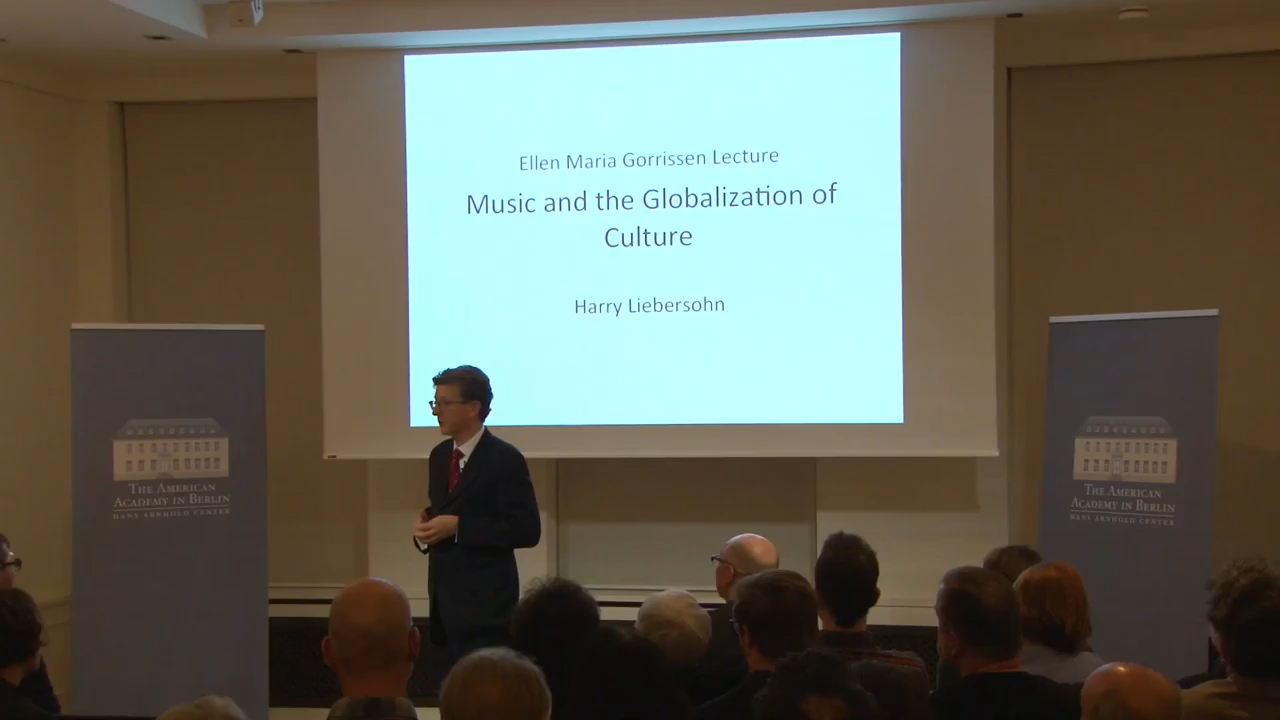 Ellen Maria Gorrissen Lecture
Music and the Globalization of
Culture
Harry Liebersohn
THE AMERICAN
ACADEMY IN BERLIN
HANS ARNHOLD CENTER
THE AMERICAN
ACADEMY IN BERLIN
HANS ARNHOLD CENTER